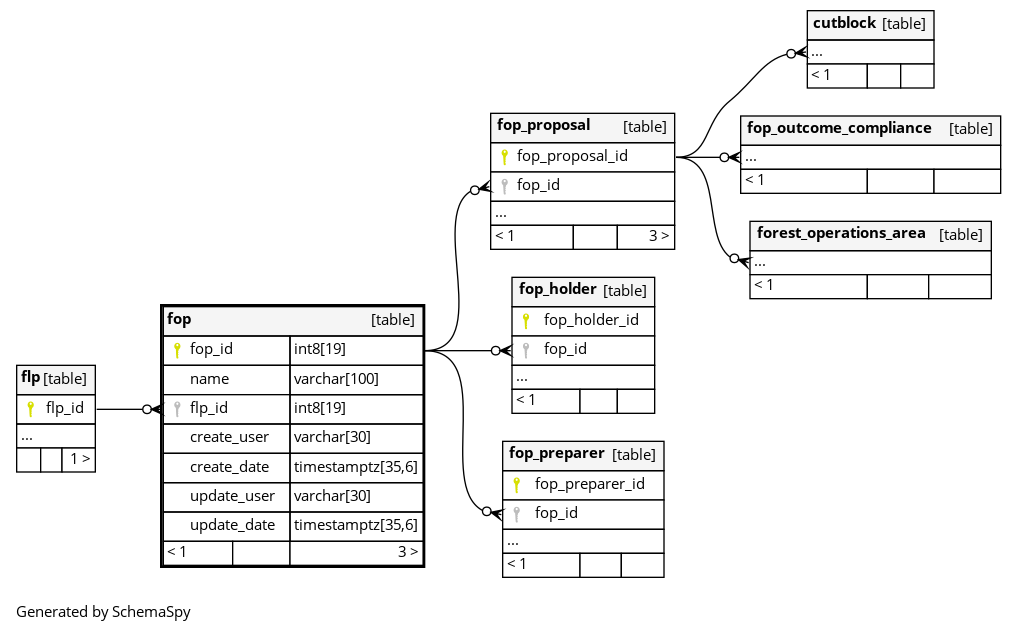 cutblock [table]
...
< 1
fop_outcome_compliance [table]
...
< 1
forest_operations_area [table]
...
< 1
fop_proposal [table]
fop_proposal_id
fop_id
...
< 1 3 >
fop_holder [table]
fop_holder_id
fop_id
...
< 1
fop_preparer [table]
fop_preparer_id
fop_id
...
< 1
fop [table]
fop_id int8[19]
name varchar[100]
flp_id int8[19]
create_user varchar[30]
create_date timestamptz[35,6]
update_user varchar[30]
update_date timestamptz[35,6]
< 1 3 >
flp [table]
flp_id
...
1 >
Generated by SchemaSpy